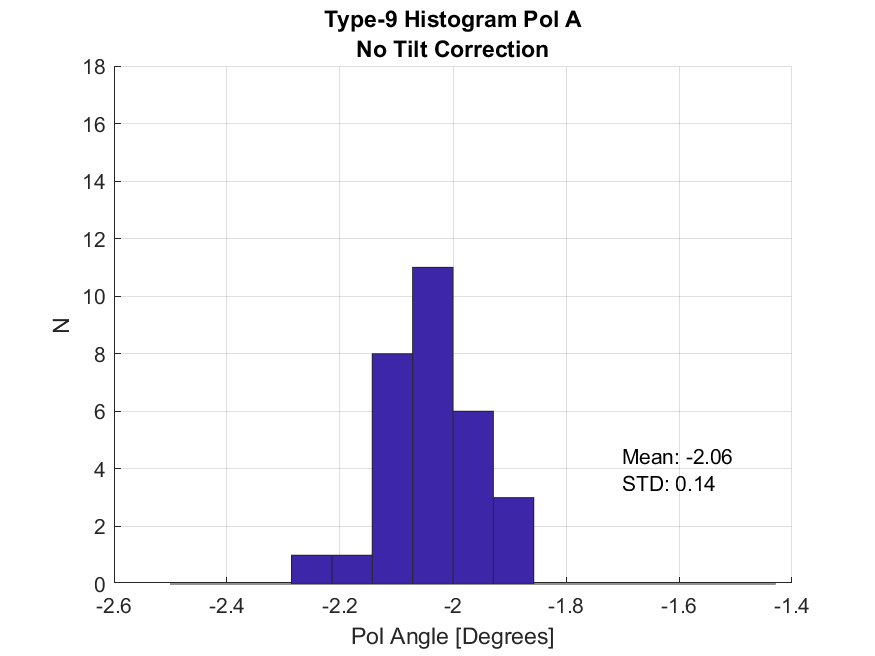 Type-9 Histogram Pol A
No Tilt Correction
18
16
14
12
10
8
6
4
2
0
N
Mean: -2.06
STD: 0.14
-2.6 -2.4 -2.2 -2 -1.8 -1.6 -1.4
Pol Angle [Degrees]